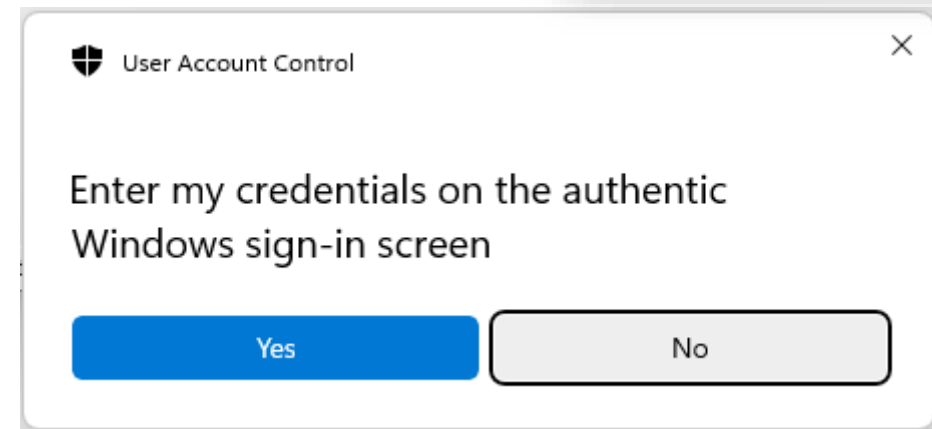 User Account Control
Enter my credentials on the authentic
Windows sign-in screen
Yes
No